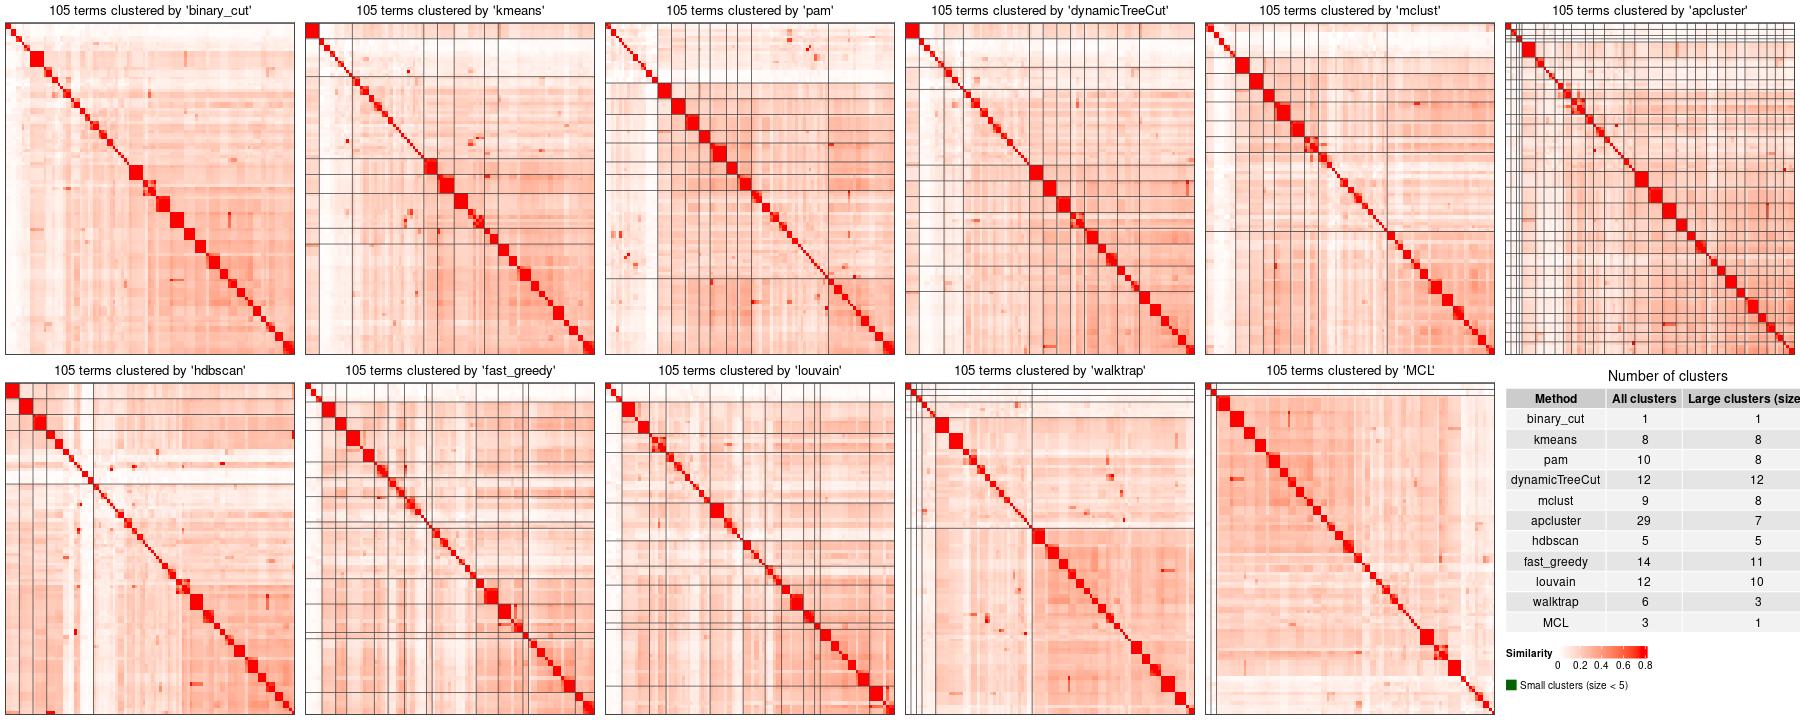 105 terms clustered by 'binary_cut'
105 terms clustered by 'kmeans'
105 terms clustered by 'pam'
105 terms clustered by 'dynamicTreeCut'
105 terms clustered by 'mclust'
105 terms clustered by 'apcluster'
105 terms clustered by 'hdbscan'
105 terms clustered by 'fast_greedy'
105 terms clustered by 'louvain'
105 terms clustered by 'walktrap'
105 terms clustered by 'MCL'
Number of clusters
Method All clusters Large clusters (size
binary_cut 1 1
kmeans 8 8
pam 10 8
dynamicTreeCut 12 12
mclust 9 8
apcluster 29 7
hdbscan 5 5
fast_greedy 14 11
louvain 12 10
walktrap 6 3
MCL 3 1
Similarity
0 0.2 0.4 0.6 0.8
Small clusters (size < 5)